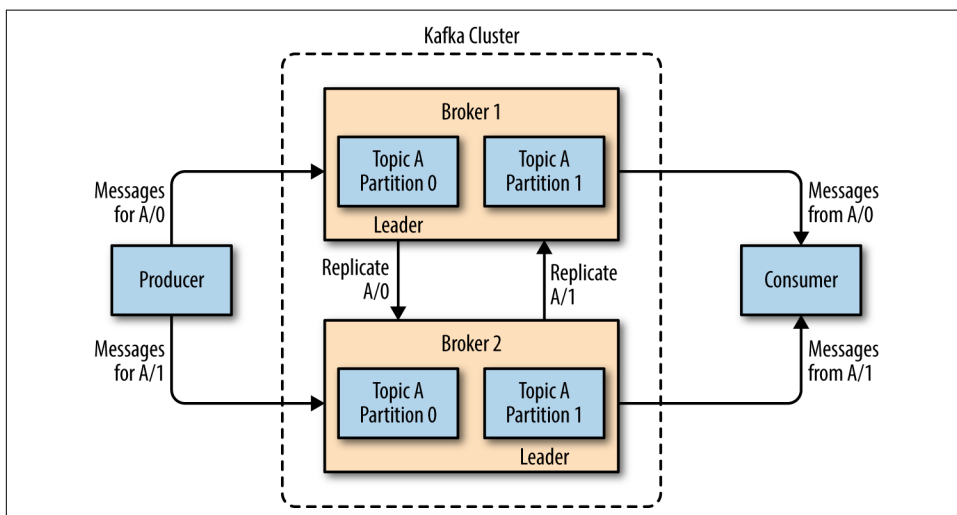 Kafka Cluster
Broker 1
Topic A
Partition 0
Topic A
Partition 1
Leader
Messages
for A/0
Messages
from A/0
Producer
Replicate
A/0
Replicate
A/1
Consumer
Messages
for A/1
Messages
from A/1
Broker 2
Topic A
Partition 0
Topic A
Partition 1
Leader